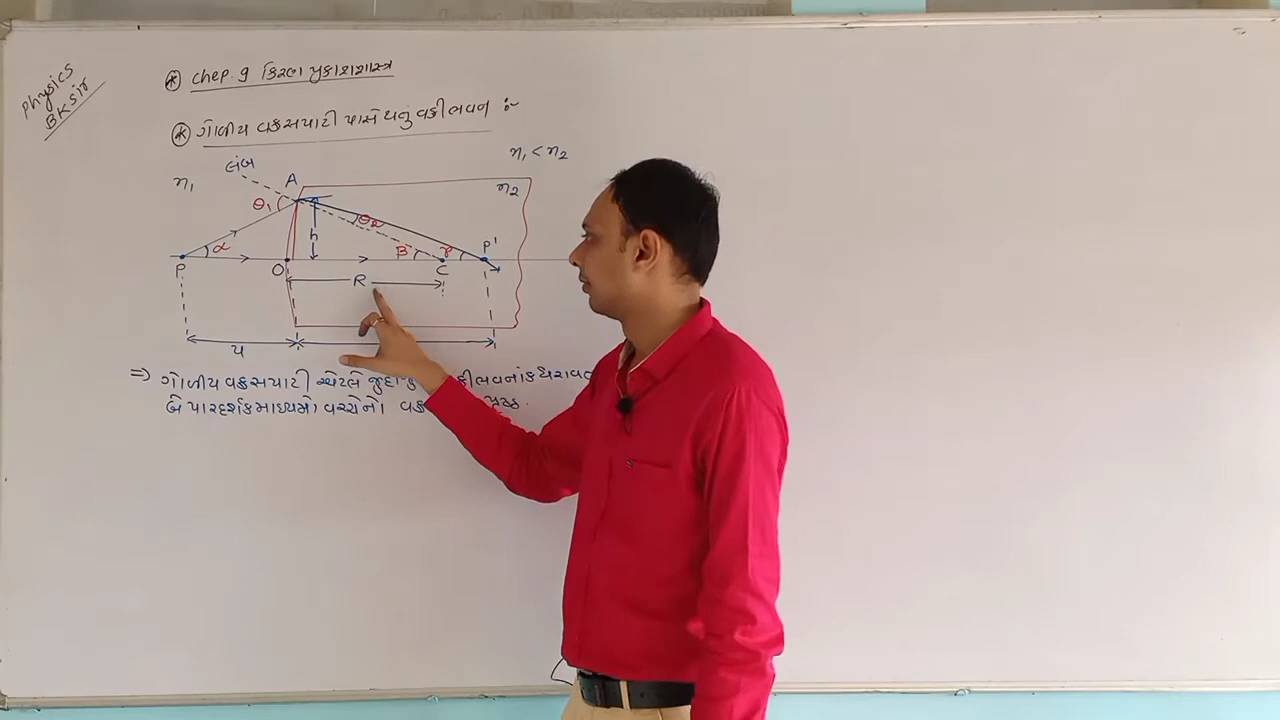 Physics
BK sir
* Chep. 9 કિરણ પ્રકાશશાસ્ત્ર
* ગોળીય વક્રસપાટી પાસે થનું વક્રીભવન :-
લંબ
n₁ < n₂
n₁
A
n₂
θ₁
θ₂
α
h
B
γ
P'
P
O
C
R
u
⇒ ગોળીય વક્રસપાટી એટલે જુદા
બે પારદર્શક માધ્યમો વચ્ચેનો